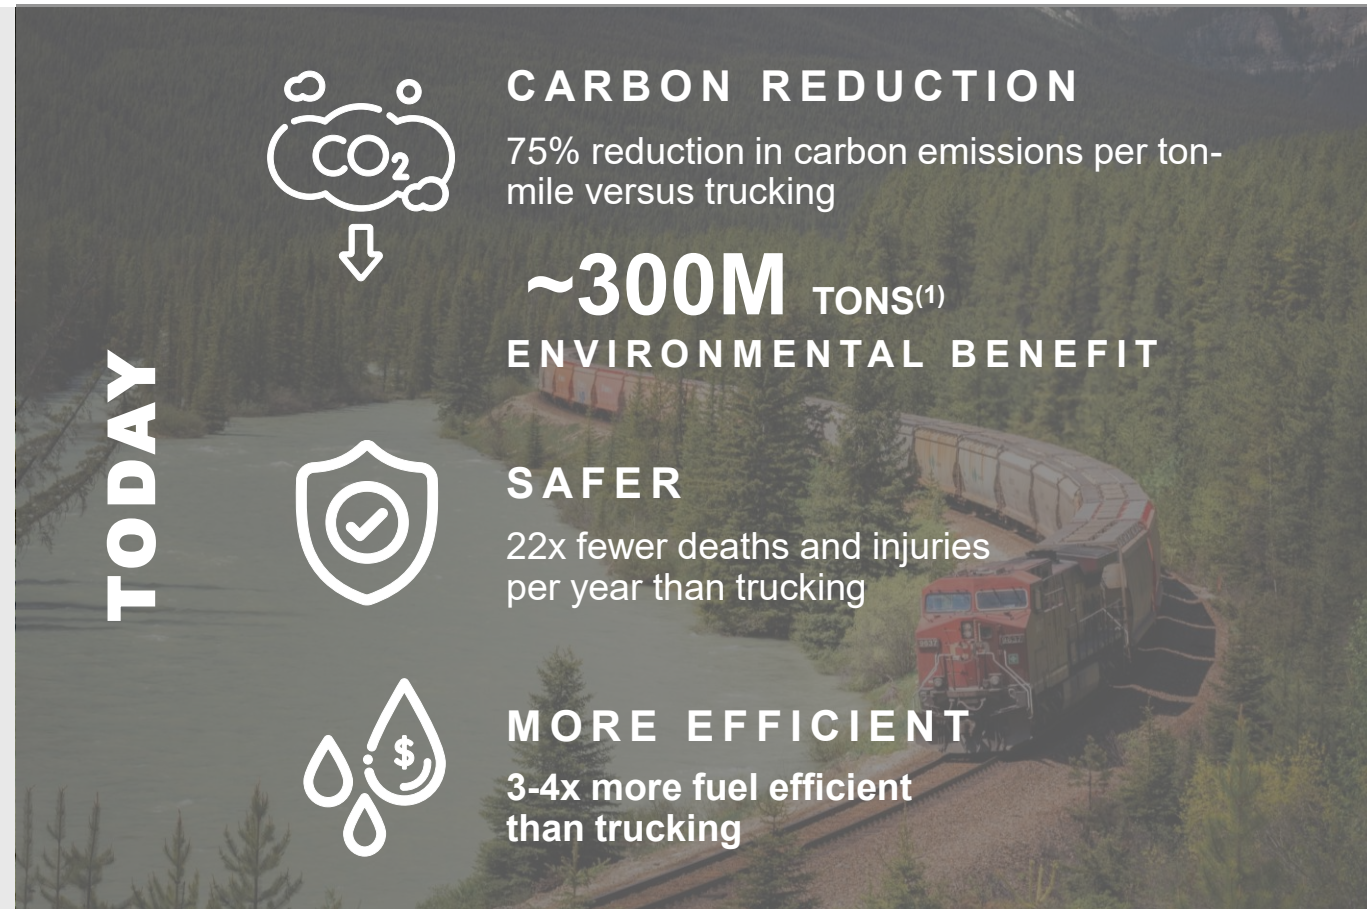 TODAY
CO2
CARBON REDUCTION
75% reduction in carbon emissions per ton-
mile versus trucking
~300M TONS(1)
ENVIRONMENTAL BENEFIT
SAFER
22x fewer deaths and injuries
per year than trucking
$
MORE EFFICIENT
3-4x more fuel efficient
than trucking